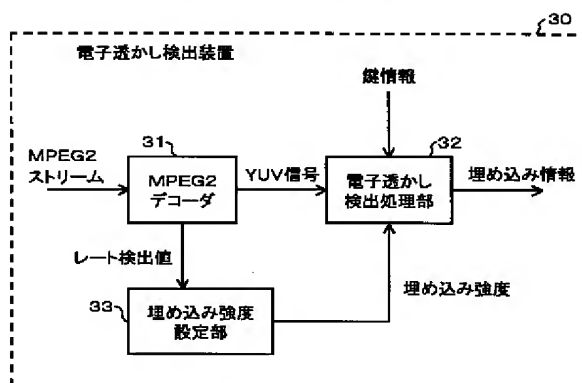 30
電子透かし検出装置
鍵情報
31
32
MPEG2
ストリーム
MPEG2
デコーダ
YUV信号
電子透かし
検出処理部
埋め込み情報
レート検出値
埋め込み強度
33
埋め込み強度
設定部